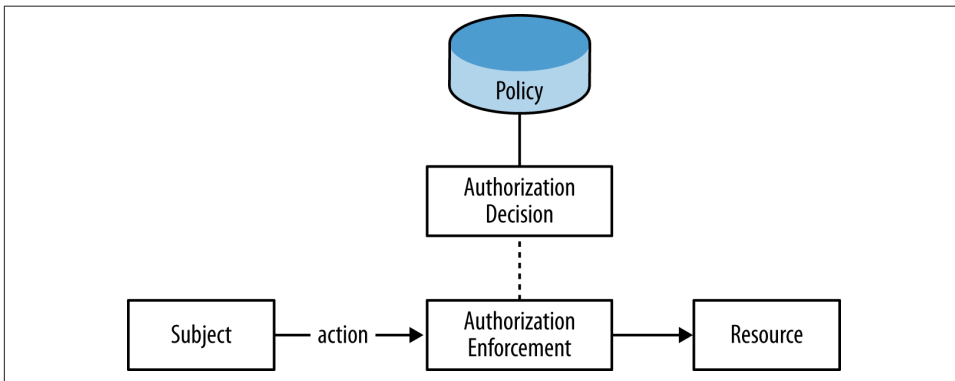 Policy
Authorization
Decision
Subject
action
Authorization
Enforcement
Resource